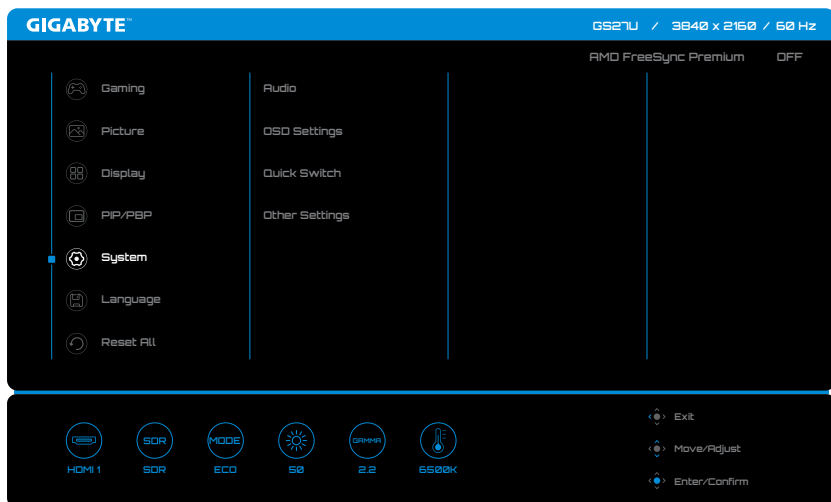 GIGABYTE™
GS27U / 3840 x 2160 / 60 Hz
AMD FreeSync Premium OFF
Gaming
Audio
Picture
OSD Settings
Display
Quick Switch
PIP/PBP
Other Settings
System
Language
Reset All
Exit
Move/Adjust
Enter/Confirm
SDR
MODE
GAMMA
HDMI 1
SDR
ECO
50
2.2
6500K